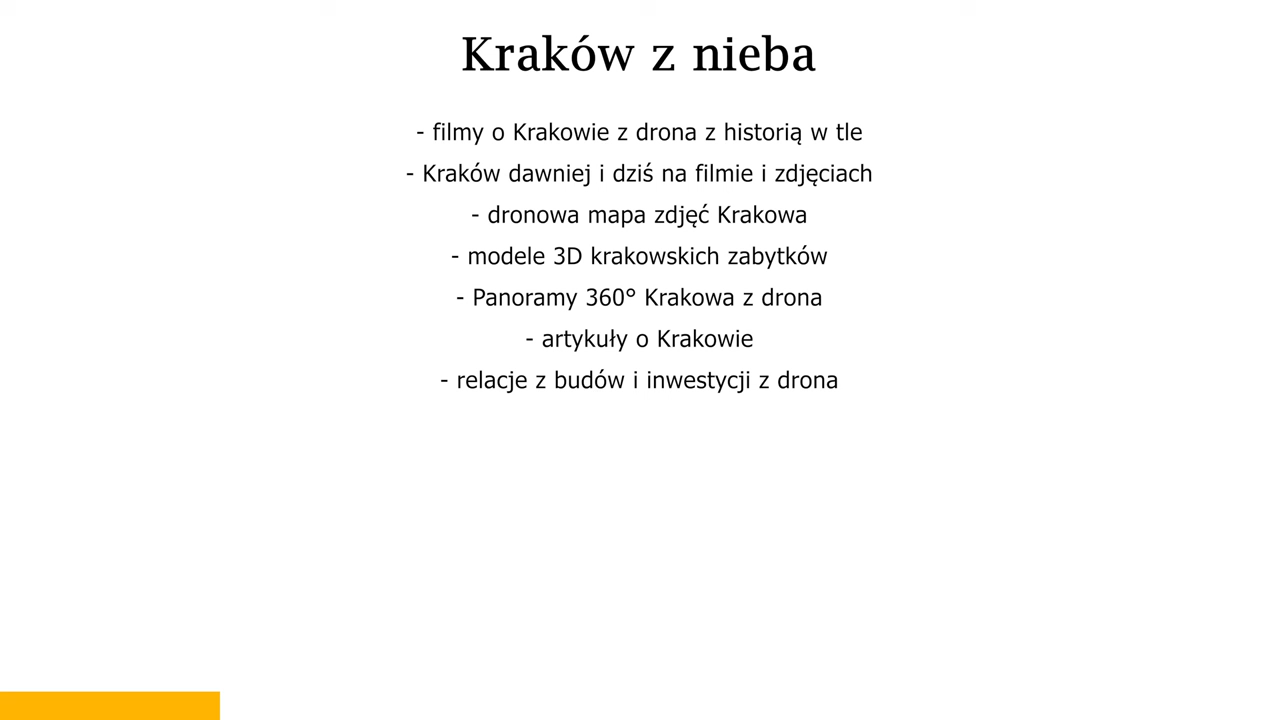 Kraków z nieba
- filmy o Krakowie z drona z historią w tle
- Kraków dawniej i dziś na filmie i zdjęciach
- dronowa mapa zdjęć Krakowa
- modele 3D krakowskich zabytków
- Panoramy 360° Krakowa z drona
- artykuły o Krakowie
- relacje z budów i inwestycji z drona